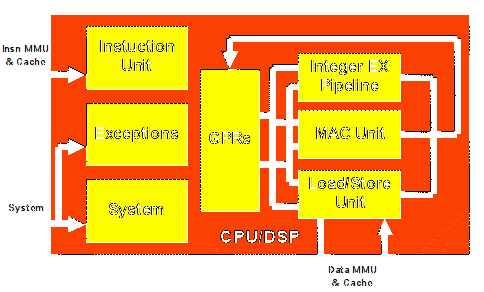 Insn MMU
& Cache
Instuction
Unit
Exceptions
System
System
GPRs
Integer EX
Pipeline
MAC Unit
Load/Store
Unit
CPU/DSP
Data MMU
& Cache